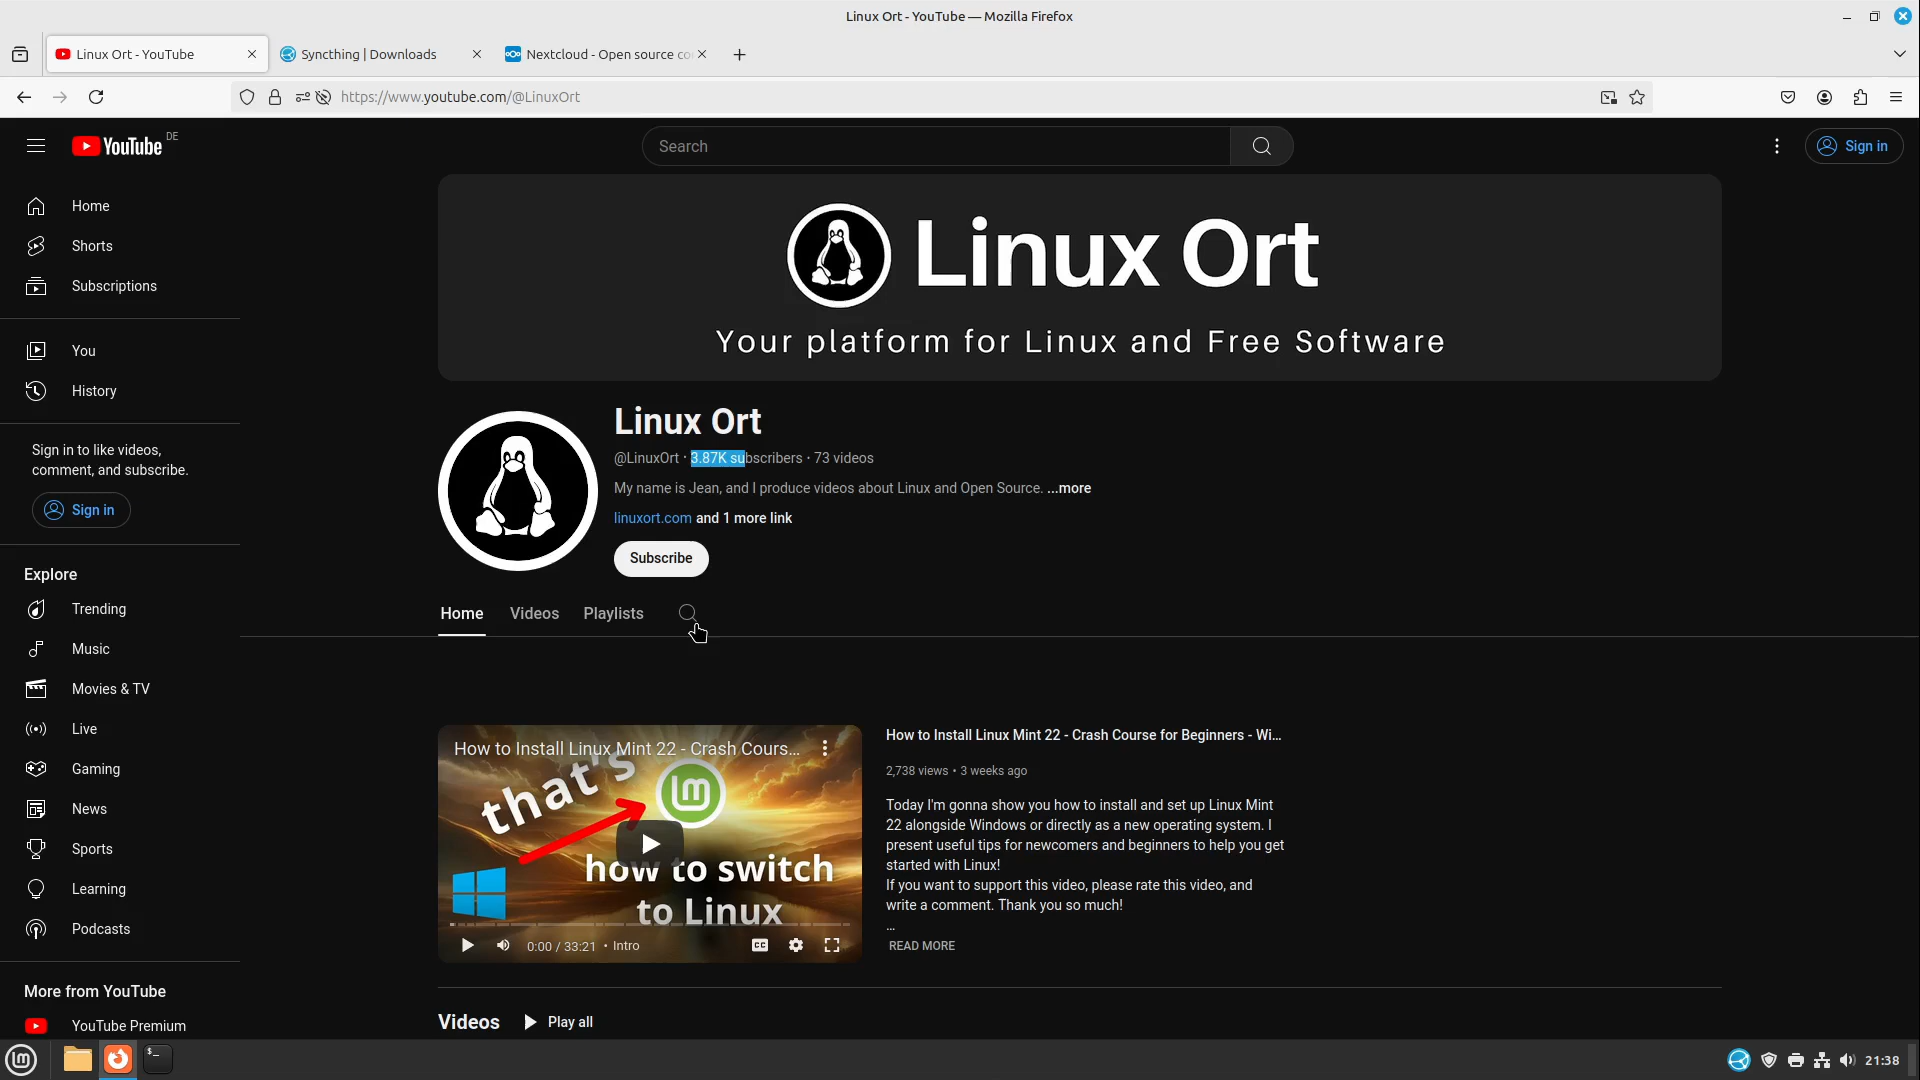 Linux Ort - YouTube — Mozilla Firefox
Linux Ort - YouTube
Syncthing | Downloads
Nextcloud - Open source co
https://www.youtube.com/@LinuxOrt
YouTube DE
Search
Sign in
Home
Shorts
Subscriptions
You
History
Sign in to like videos,
comment, and subscribe.
Sign in
Explore
Trending
Music
Movies & TV
Live
Gaming
News
Sports
Learning
Podcasts
More from YouTube
YouTube Premium
Linux Ort
Your platform for Linux and Free Software
Linux Ort
@LinuxOrt · 3.87K subscribers · 73 videos
My name is Jean, and I produce videos about Linux and Open Source. ...more
linuxort.com and 1 more link
Subscribe
Home
Videos
Playlists
How to Install Linux Mint 22 - Crash Cours...
that's
how to switch
to Linux
0:00 / 33:21 • Intro
CC
How to Install Linux Mint 22 - Crash Course for Beginners - Wi...
2,738 views • 3 weeks ago
Today I'm gonna show you how to install and set up Linux Mint
22 alongside Windows or directly as a new operating system. I
present useful tips for newcomers and beginners to help you get
started with Linux!
If you want to support this video, please rate this video, and
write a comment. Thank you so much!
...
READ MORE
Videos
Play all
21:38